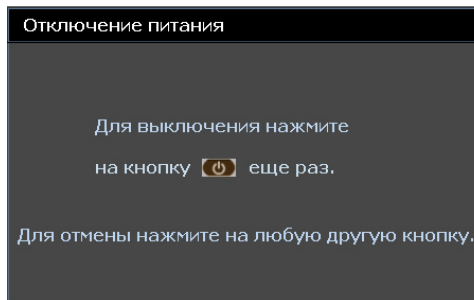 Отключение питания
Для выключения нажмите
на кнопку еще раз.
Для отмены нажмите на любую другую кнопку.